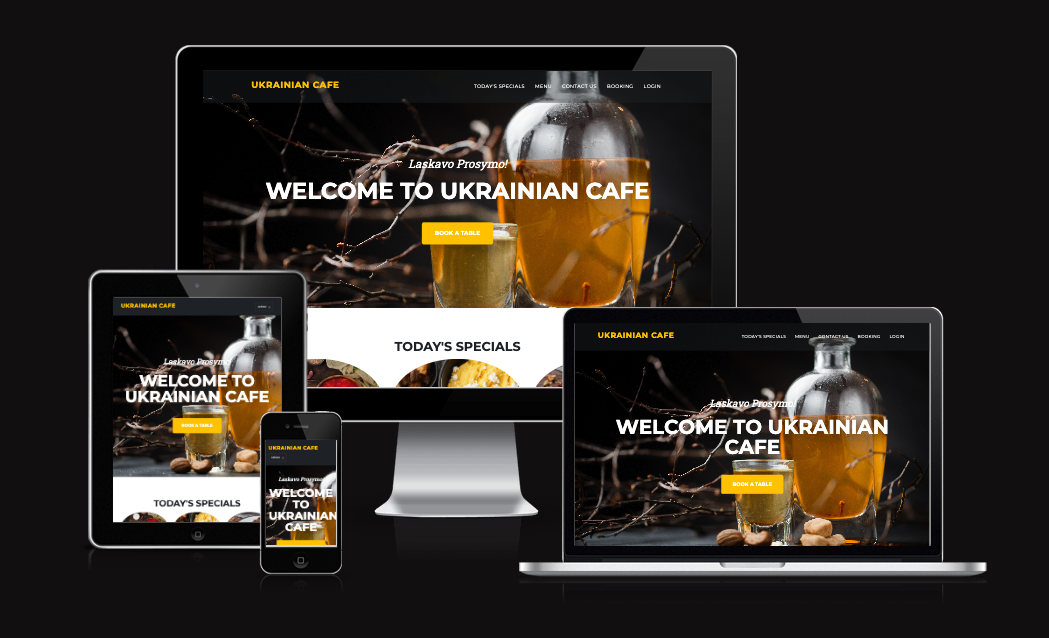 UKRAINIAN CAFE
TODAY'S SPECIALS MENU CONTACT US BOOKING LOGIN
Laskavo Prosymo!
WELCOME TO UKRAINIAN CAFE
BOOK A TABLE
TODAY'S SPECIALS
UKRAINIAN CAFE
Laskavo Prosymo!
WELCOME TO
UKRAINIAN CAFE
BOOK A TABLE
TODAY'S SPECIALS
UKRAINIAN CAFE
Laskavo Prosymo!
WELCOME
TO
UKRAINIAN
CAFE
UKRAINIAN CAFE
TODAY'S SPECIALS MENU CONTACT US BOOKING LOGIN
Laskavo Prosymo!
WELCOME TO UKRAINIAN
CAFE
BOOK A TABLE